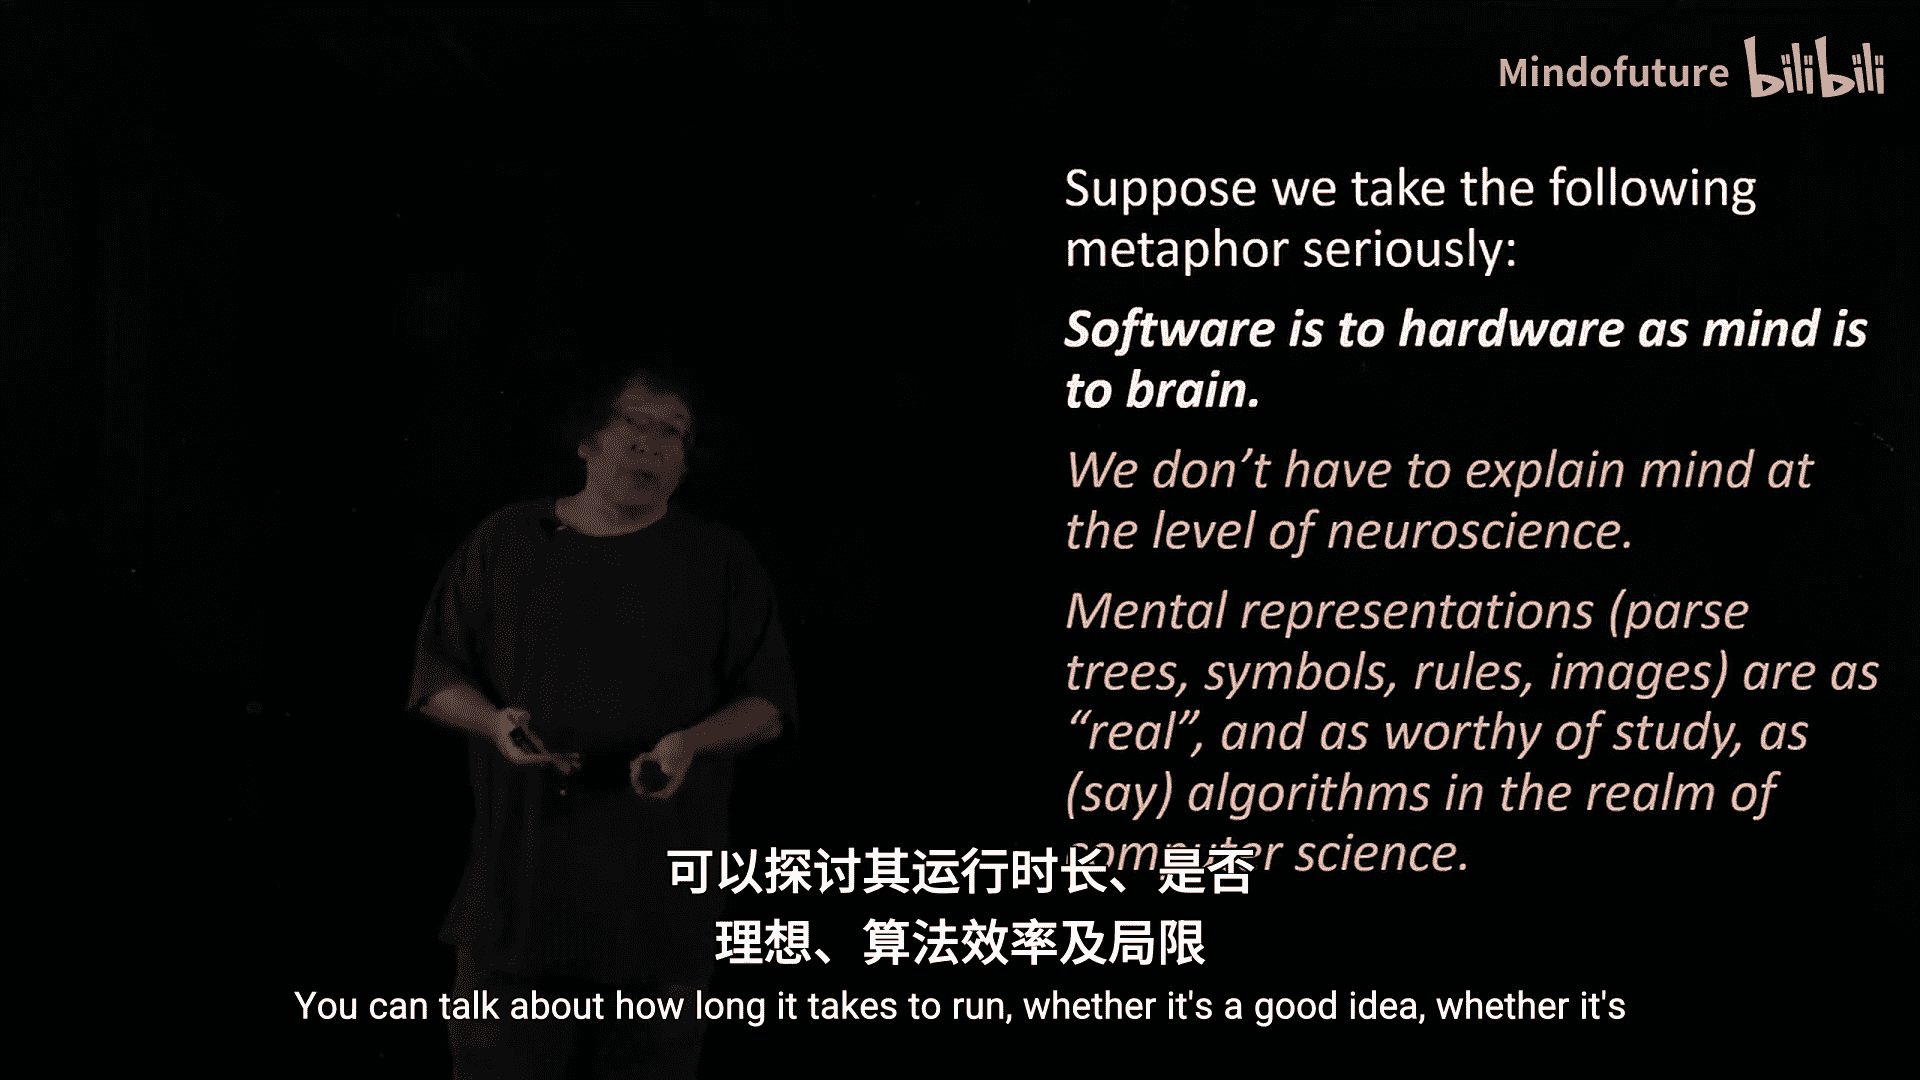 Mindofuture bilibili
Suppose we take the following
metaphor seriously:
Software is to hardware as mind is
to brain.
We don’t have to explain mind at
the level of neuroscience.
Mental representations (parse
trees, symbols, rules, images) are as
“real”, and as worthy of study, as
(say) algorithms in the realm of
computer science.
可以探讨其运行时长、是否
理想、算法效率及局限
You can talk about how long it takes to run, whether it's a good idea, whether it's